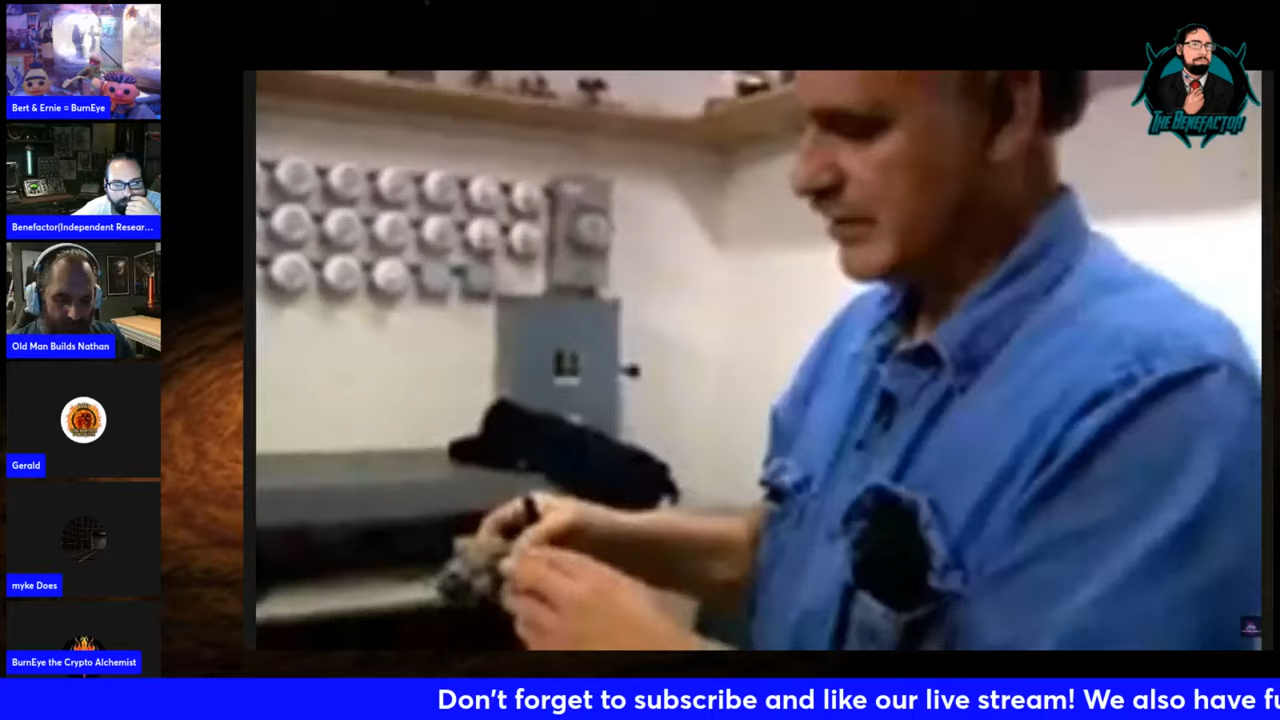 Bert & Ernie = BurnEye
Benefactor(Independent Resear...
Old Man Builds Nathan
Gerald
myke Does
BurnEye the Crypto Alchemist
THE BENEFACTOR
Don't forget to subscribe and like our live stream! We also have fu